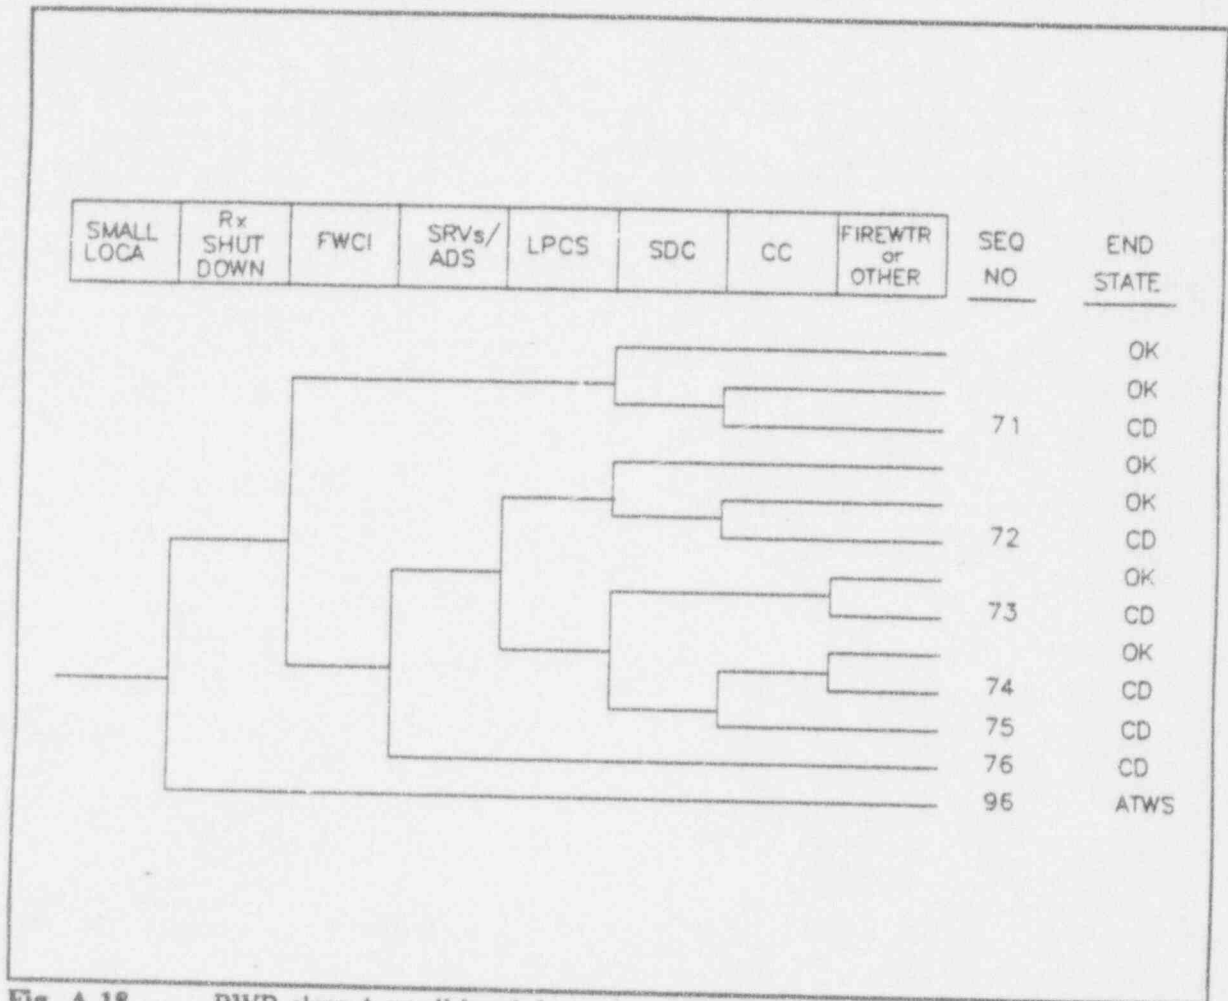 SMALL LOCA
Rx SHUT DOWN
FWCI
SRVs/ ADS
LPCS
SDC
CC
FIREWTR or OTHER
SEQ NO
END STATE
OK
OK
71 CD
OK
OK
72 CD
OK
73 CD
OK
74 CD
75 CD
76 CD
96 ATWS
Fig. A.18